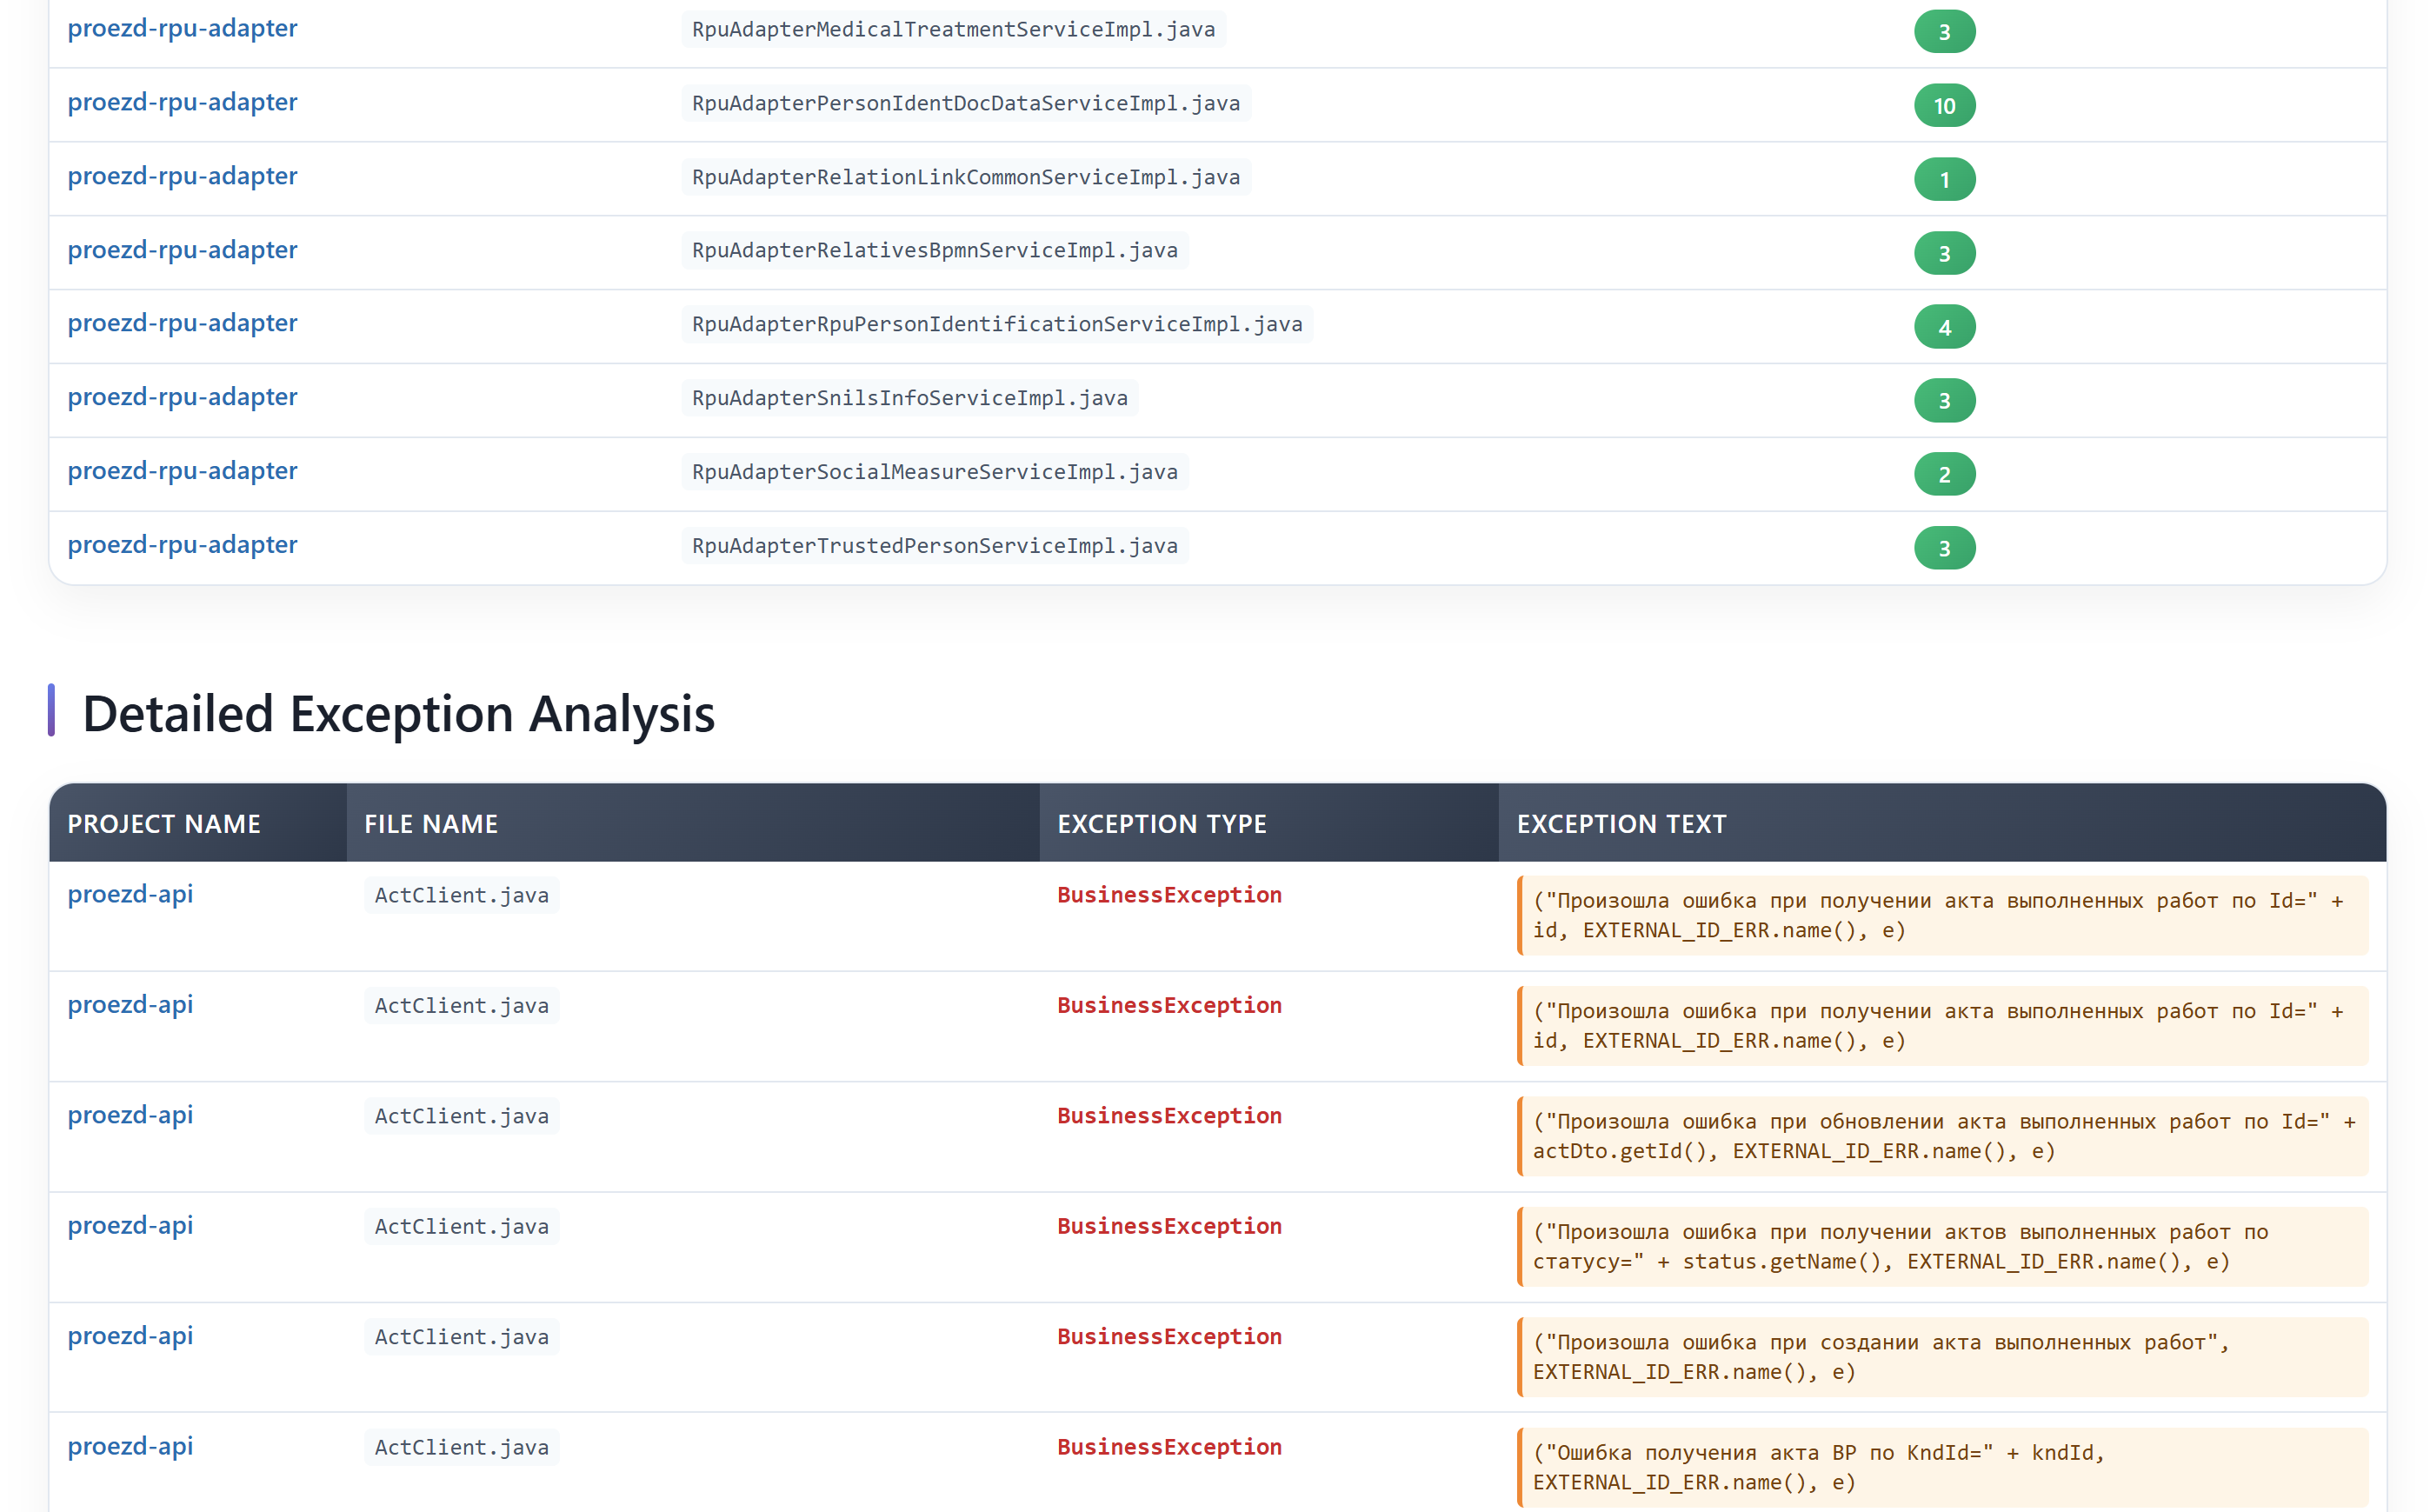 proezd-rpu-adapter RpuAdapterMedicalTreatmentServiceImpl.java 3
proezd-rpu-adapter RpuAdapterPersonIdentDocDataServiceImpl.java 10
proezd-rpu-adapter RpuAdapterRelationLinkCommonServiceImpl.java 1
proezd-rpu-adapter RpuAdapterRelativesBpmnServiceImpl.java 3
proezd-rpu-adapter RpuAdapterRpuPersonIdentificationServiceImpl.java 4
proezd-rpu-adapter RpuAdapterSnilsInfoServiceImpl.java 3
proezd-rpu-adapter RpuAdapterSocialMeasureServiceImpl.java 2
proezd-rpu-adapter RpuAdapterTrustedPersonServiceImpl.java 3
Detailed Exception Analysis
PROJECT NAME FILE NAME EXCEPTION TYPE EXCEPTION TEXT
proezd-api ActClient.java BusinessException ("Произошла ошибка при получении акта выполненных работ по Id=" +
id, EXTERNAL_ID_ERR.name(), e)
proezd-api ActClient.java BusinessException ("Произошла ошибка при получении акта выполненных работ по Id=" +
id, EXTERNAL_ID_ERR.name(), e)
proezd-api ActClient.java BusinessException ("Произошла ошибка при обновлении акта выполненных работ по Id=" +
actDto.getId(), EXTERNAL_ID_ERR.name(), e)
proezd-api ActClient.java BusinessException ("Произошла ошибка при получении актов выполненных работ по
статусу=" + status.getName(), EXTERNAL_ID_ERR.name(), e)
proezd-api ActClient.java BusinessException ("Произошла ошибка при создании акта выполненных работ",
EXTERNAL_ID_ERR.name(), e)
proezd-api ActClient.java BusinessException ("Ошибка получения акта ВР по KndId=" + kndId,
EXTERNAL_ID_ERR.name(), e)